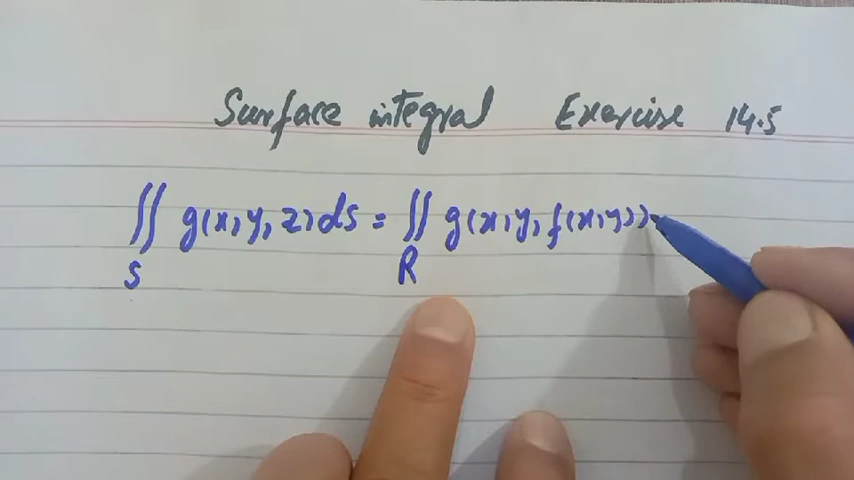 Surface integral Exercise 14.5
∬ g(x,y,z) ds = ∬ g(x,y,f(x,y))
S R